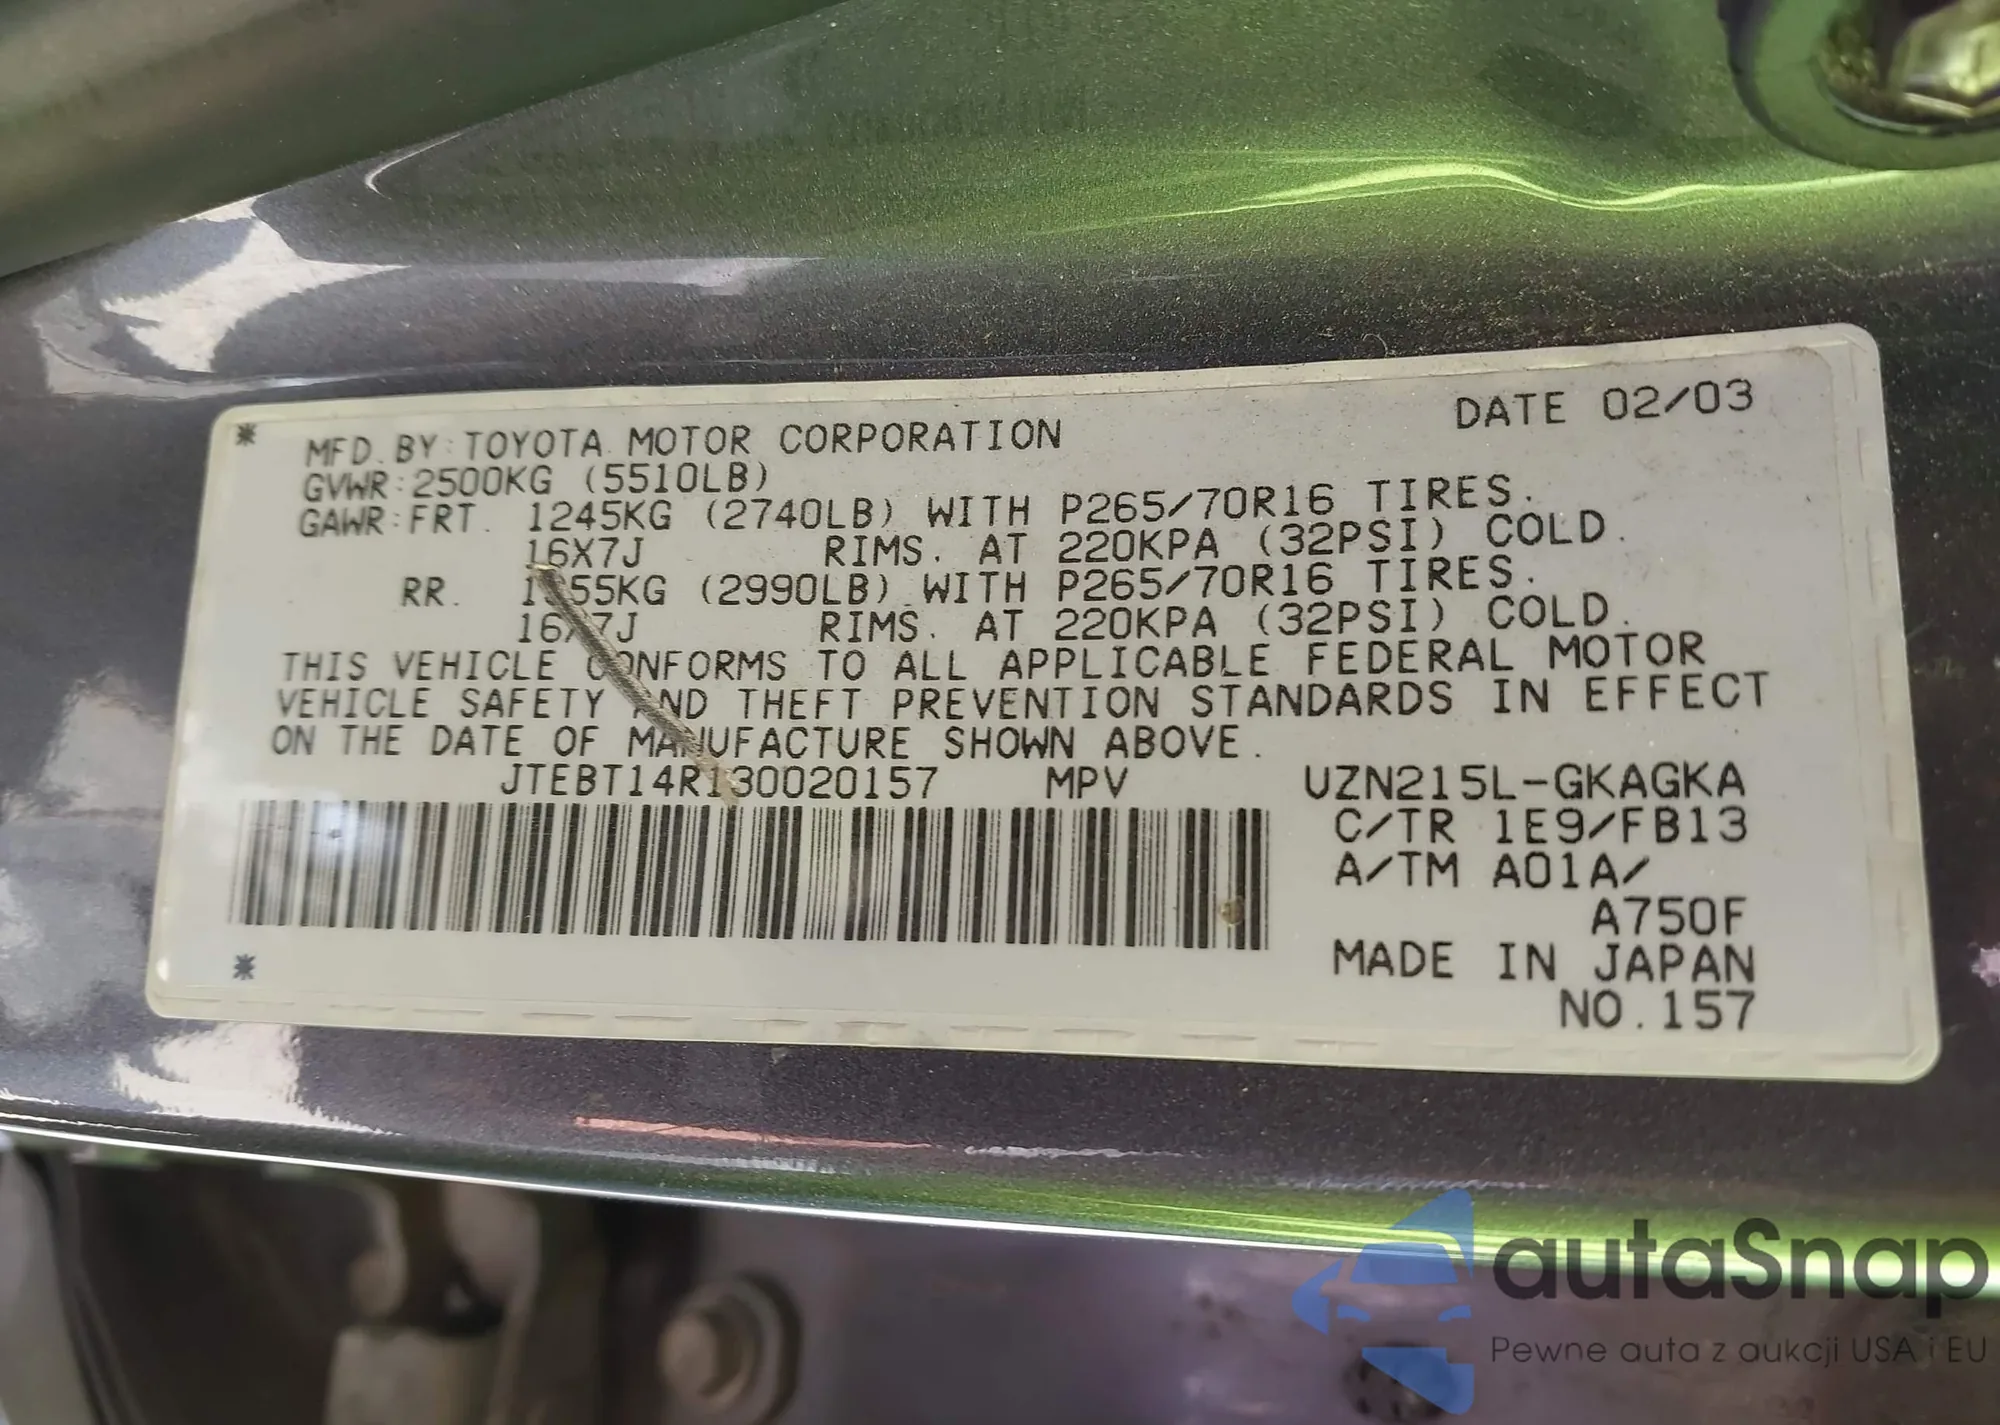 DATE 02/03
MFD. BY: TOYOTA MOTOR CORPORATION
GVWR: 2500KG (5510LB)
GAWR: FRT. 1245KG (2740LB) WITH P265/70R16 TIRES.
16X7J RIMS. AT 220KPA (32PSI) COLD.
RR. 1355KG (2990LB) WITH P265/70R16 TIRES.
16X7J RIMS. AT 220KPA (32PSI) COLD.
THIS VEHICLE CONFORMS TO ALL APPLICABLE FEDERAL MOTOR
VEHICLE SAFETY AND THEFT PREVENTION STANDARDS IN EFFECT
ON THE DATE OF MANUFACTURE SHOWN ABOVE.
JTEBT14R130020157 MPV UZN215L-GKAGKA
C/TR 1E9/FB13
A/TM A01A/
A750F
MADE IN JAPAN
NO.157
autaSnap
Pewne auta z aukcji USA i EU